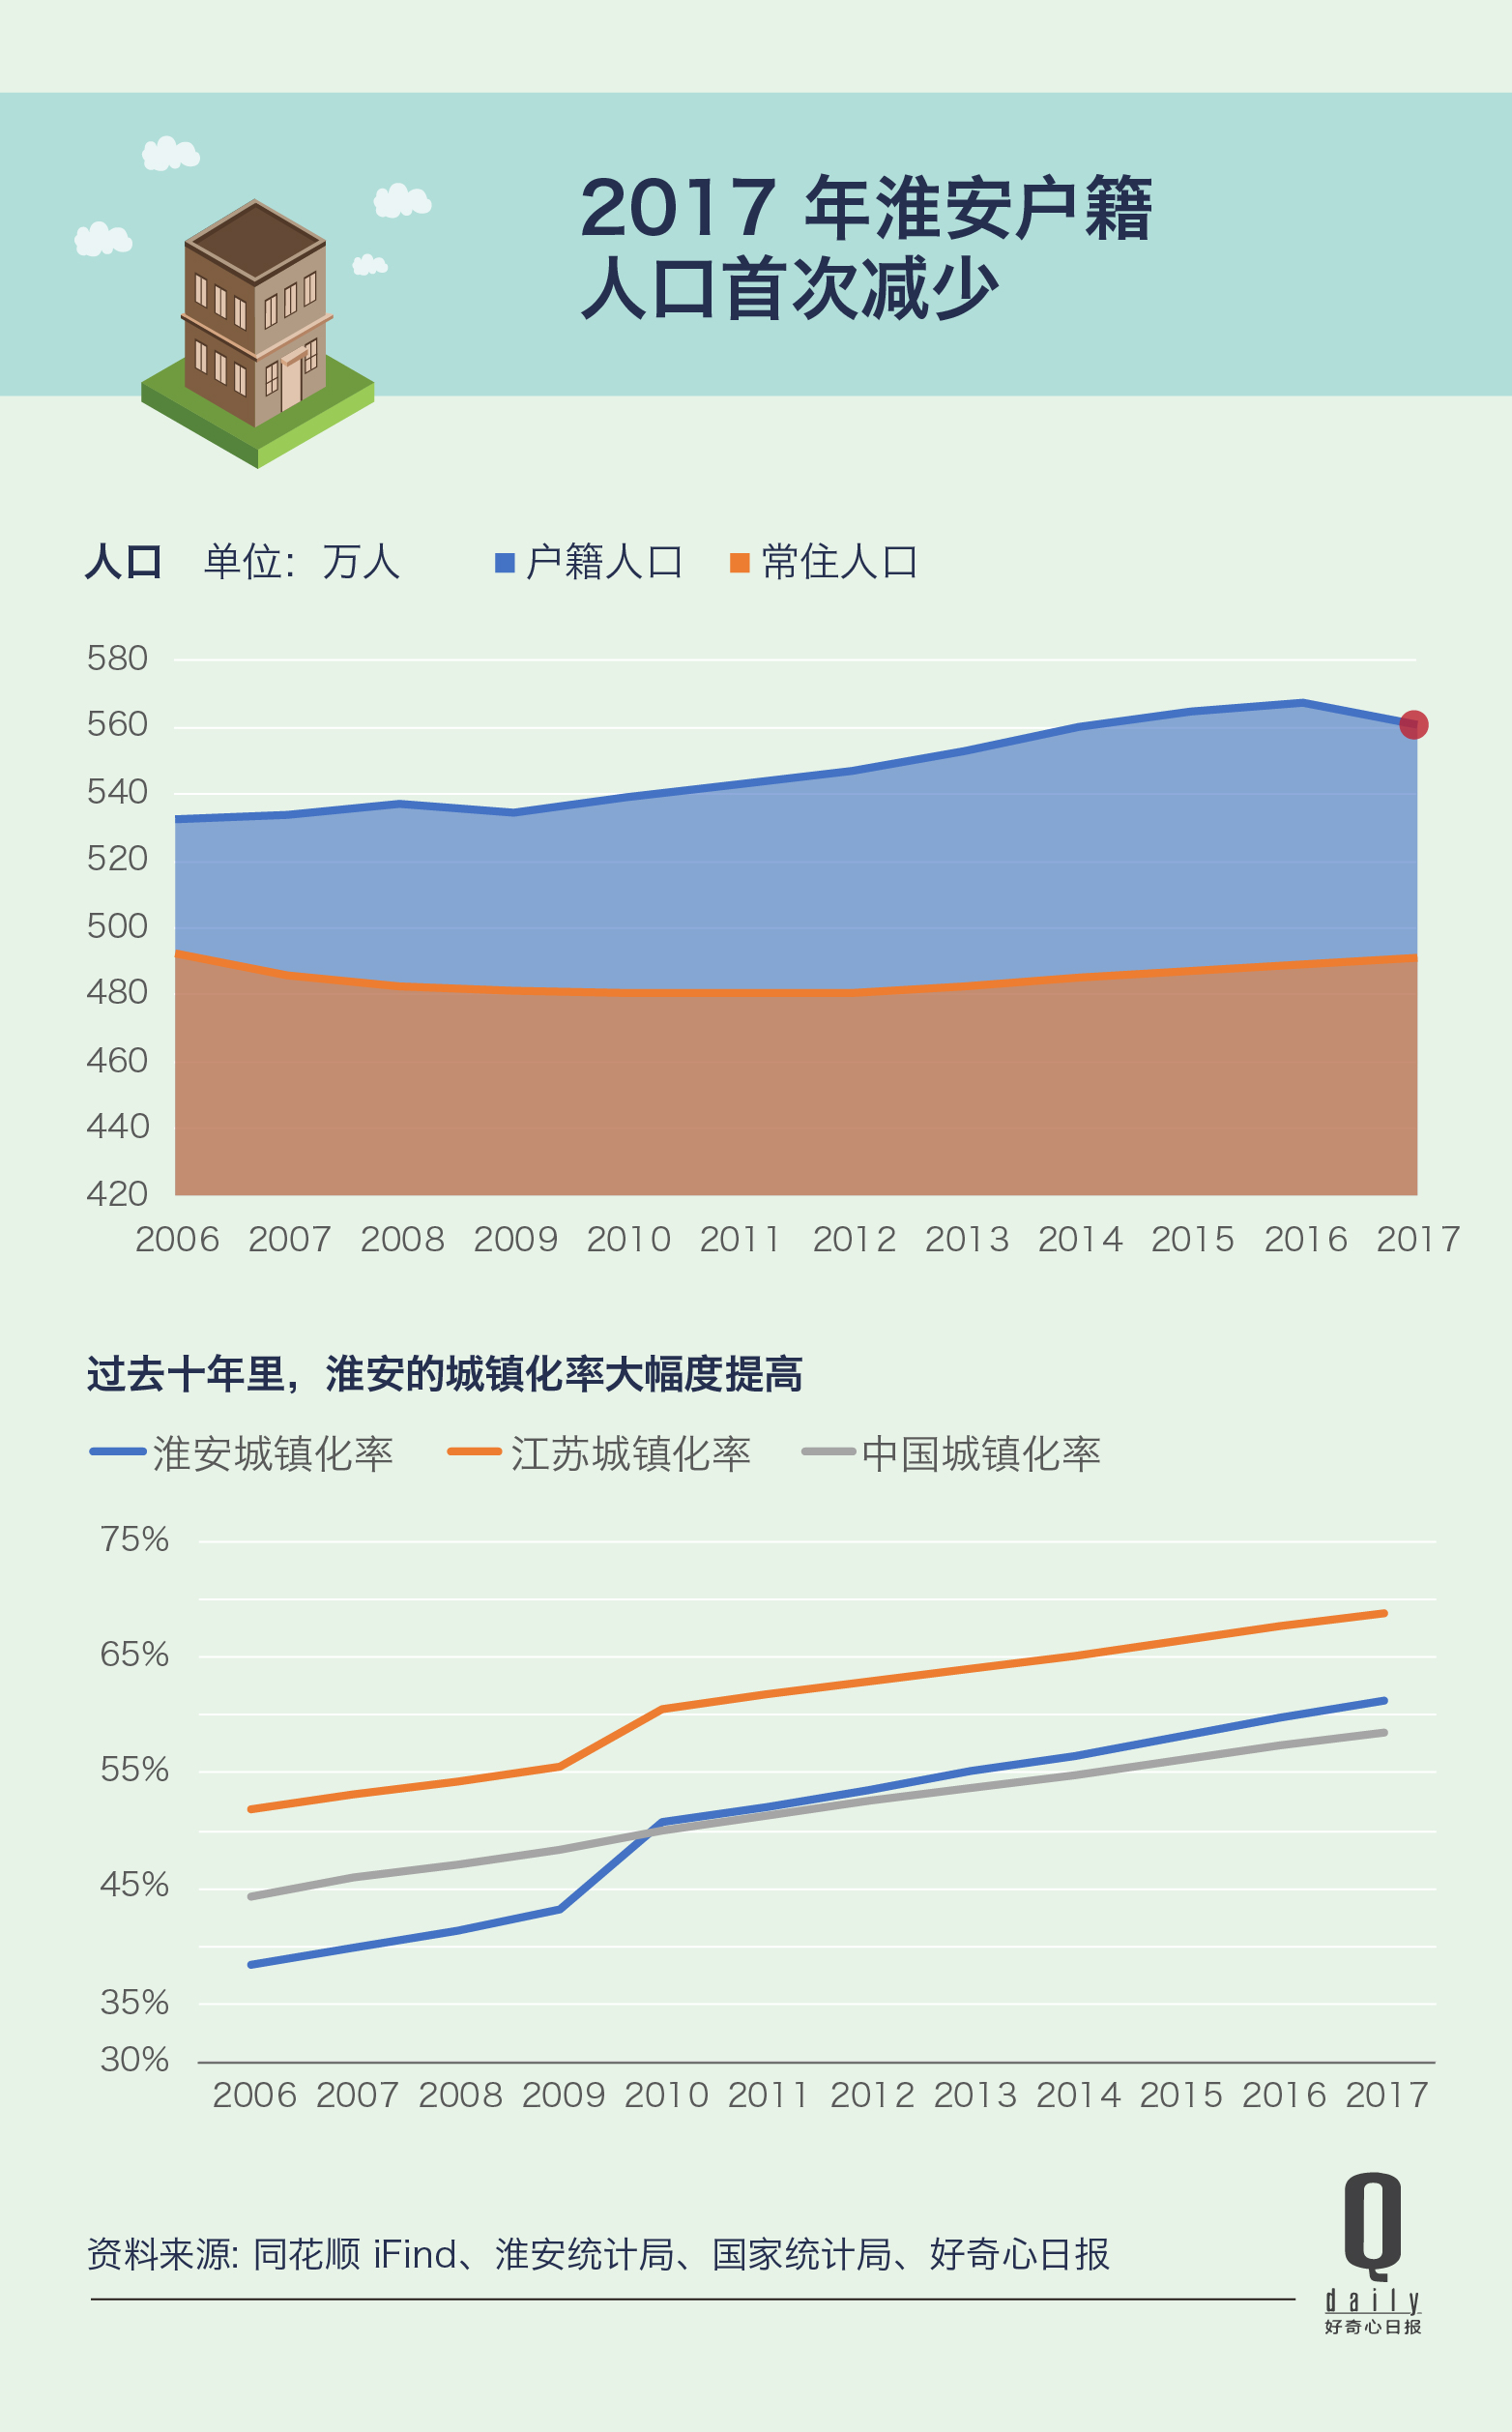 2017 年淮安户籍
人口首次减少
人口 单位：万人 户籍人口 常住人口
580
560
540
520
500
480
460
440
420
2006 2007 2008 2009 2010 2011 2012 2013 2014 2015 2016 2017
过去十年里，淮安的城镇化率大幅度提高
淮安城镇化率 江苏城镇化率 中国城镇化率
75%
65%
55%
45%
35%
30%
2006 2007 2008 2009 2010 2011 2012 2013 2014 2015 2016 2017
资料来源: 同花顺 iFind、淮安统计局、国家统计局、好奇心日报
Q
daily
好奇心日报